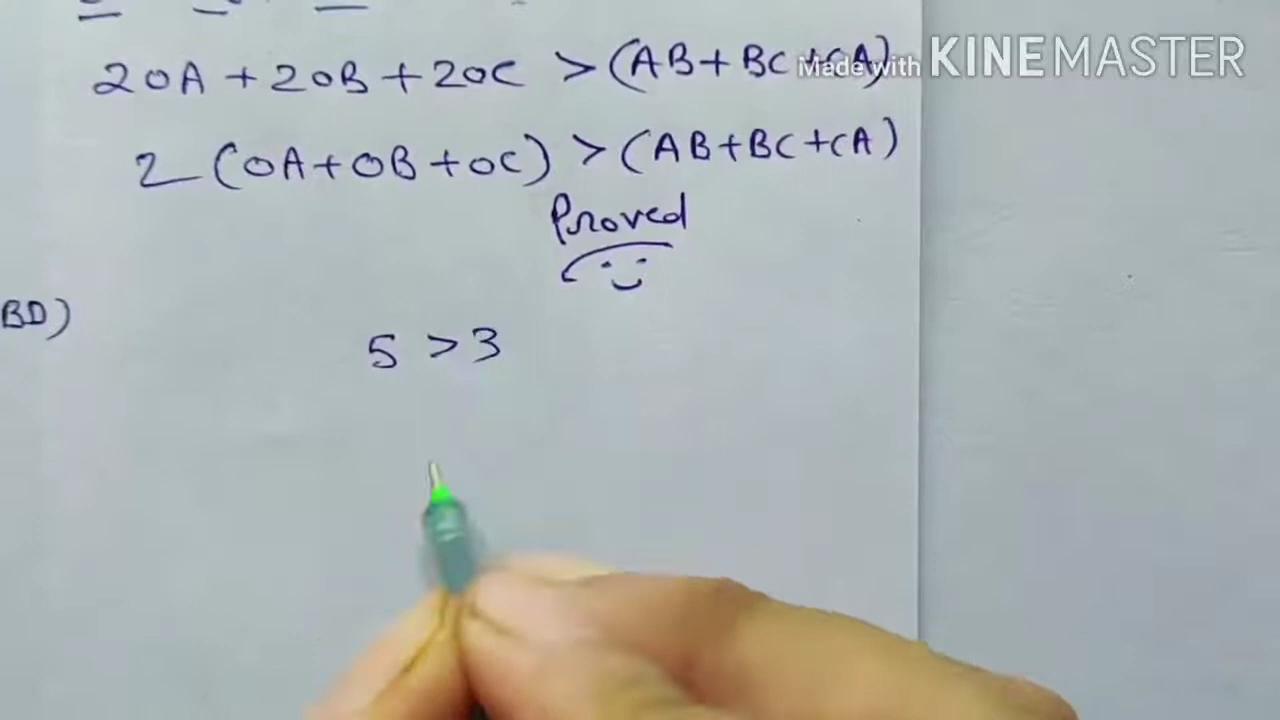 2OA + 2OB + 2OC > (AB + BC + CA)
Made with KINEMASTER
2 (OA + OB + OC) > (AB + BC + CA)
Proved
BD)
5 > 3